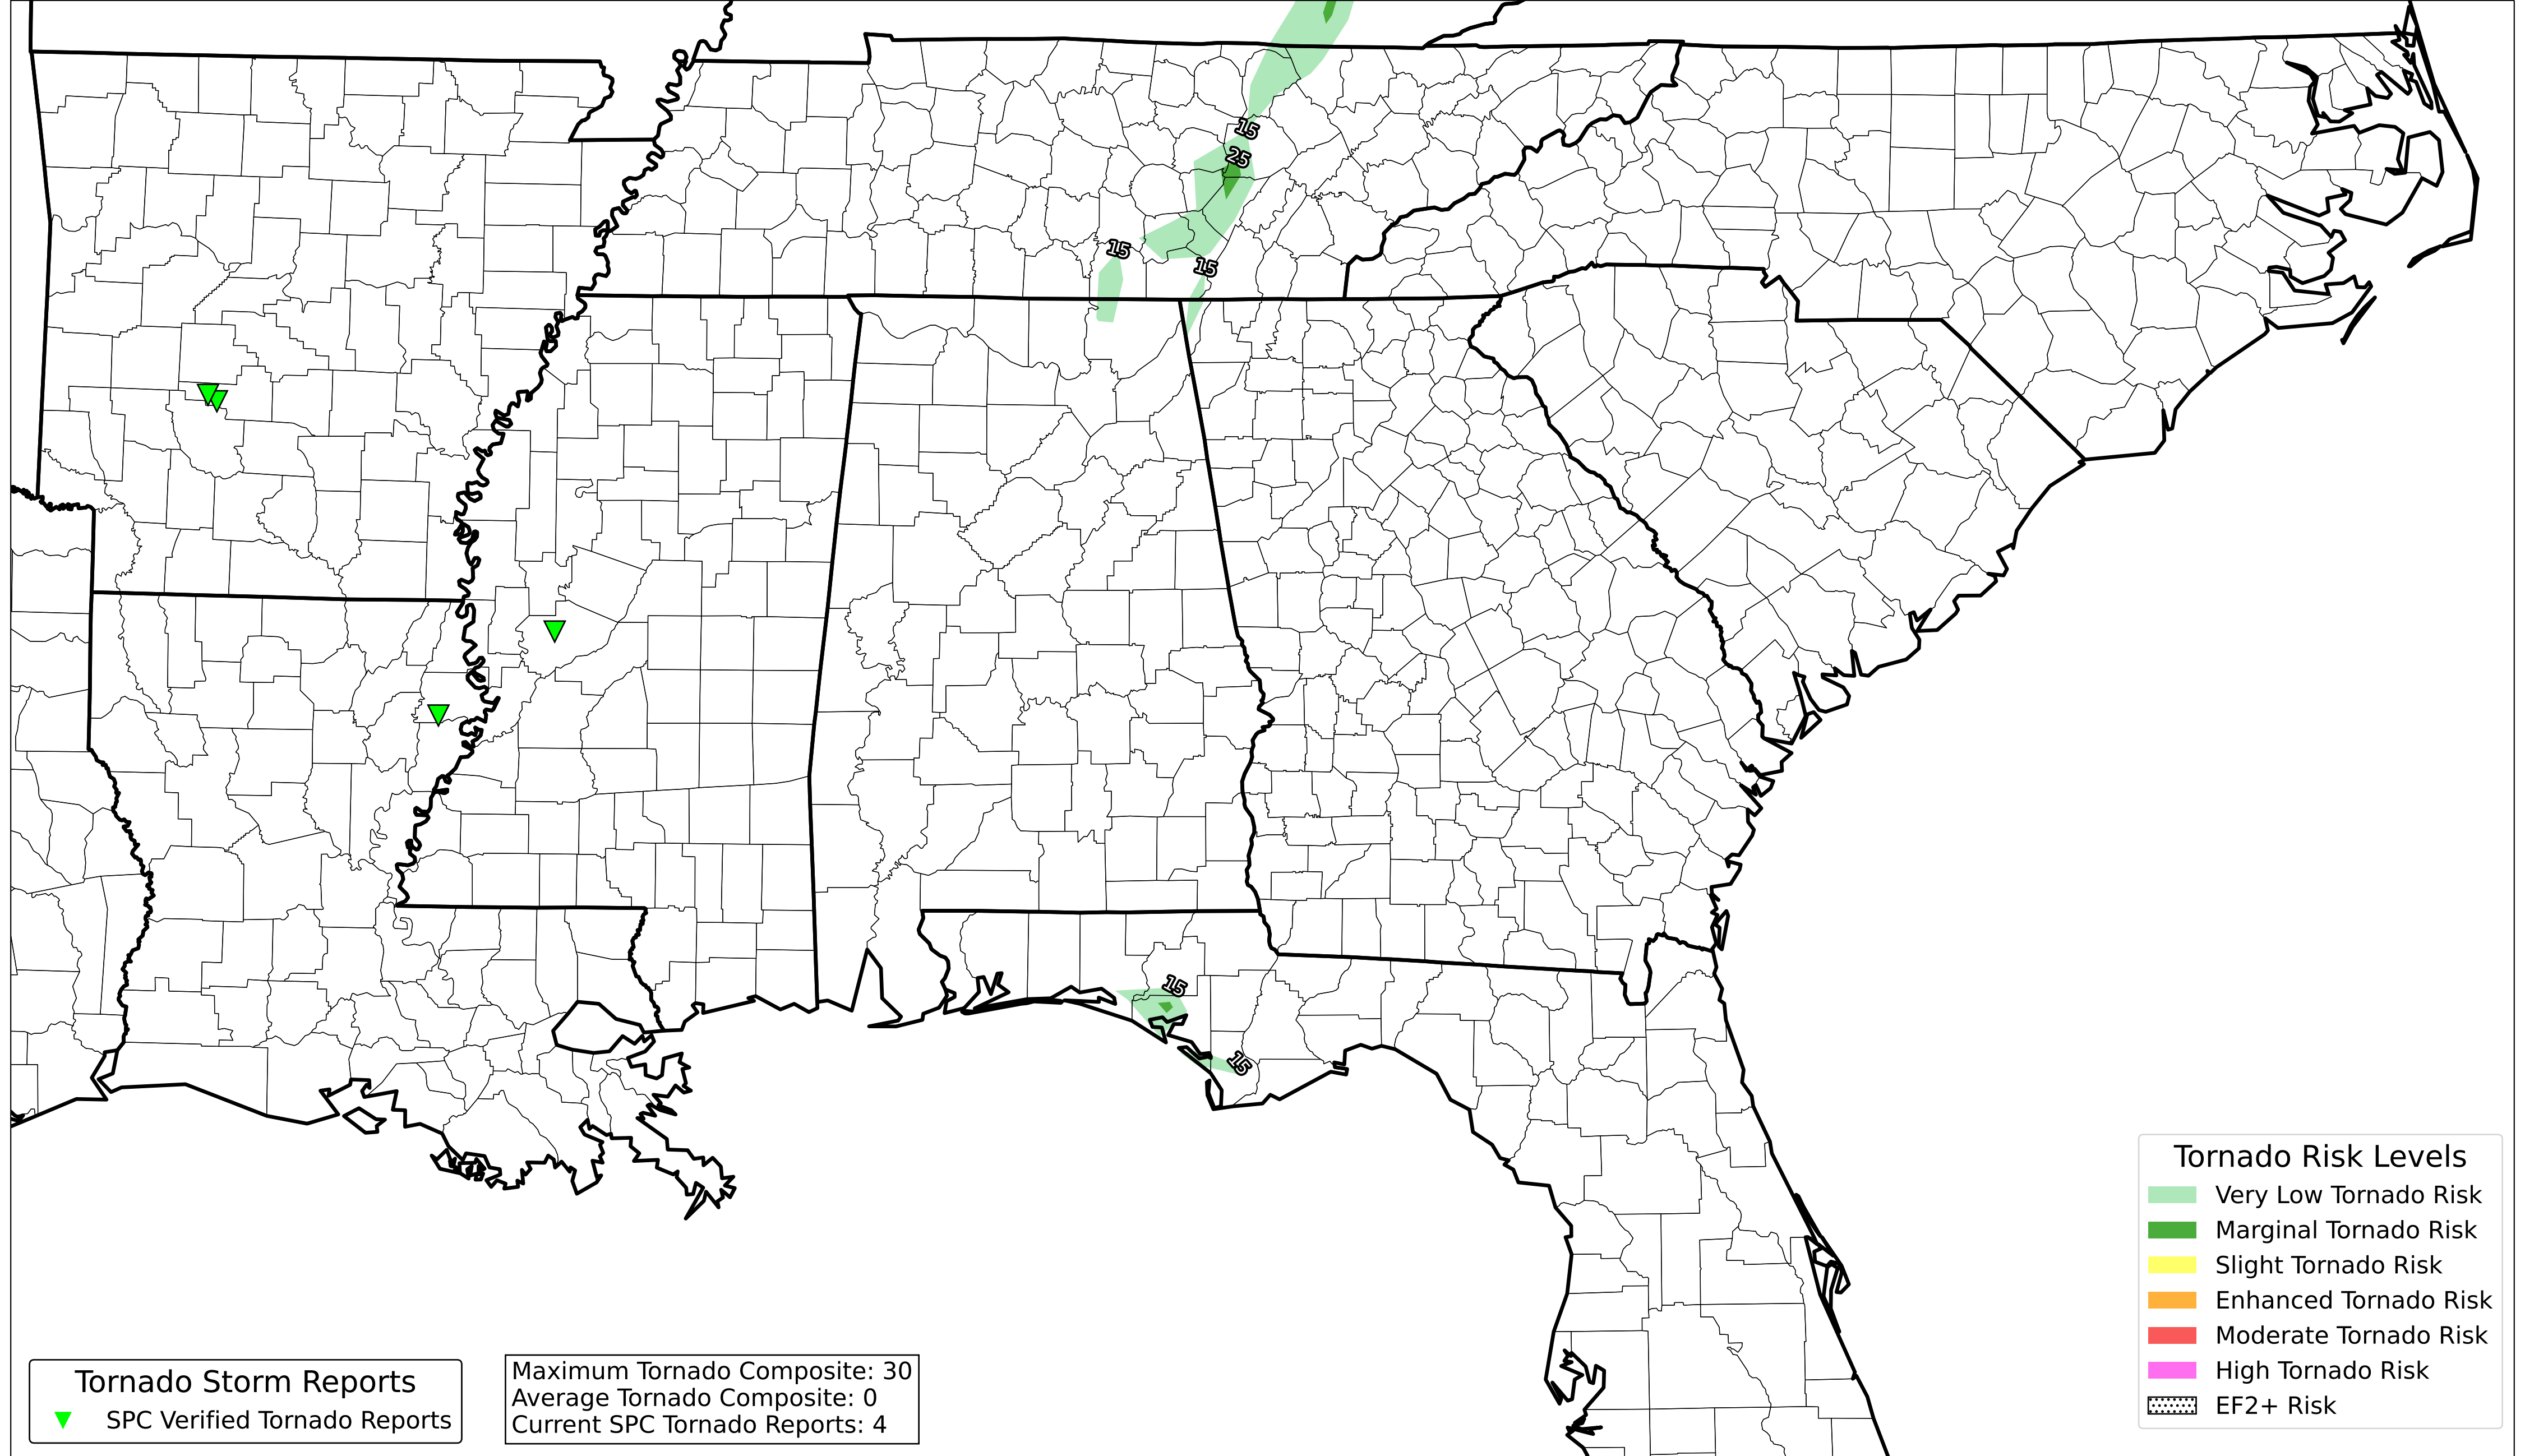 15
25
15
15
15
15
Tornado Risk Levels
Very Low Tornado Risk
Marginal Tornado Risk
Slight Tornado Risk
Enhanced Tornado Risk
Moderate Tornado Risk
High Tornado Risk
EF2+ Risk
Tornado Storm Reports
SPC Verified Tornado Reports
Maximum Tornado Composite: 30
Average Tornado Composite: 0
Current SPC Tornado Reports: 4